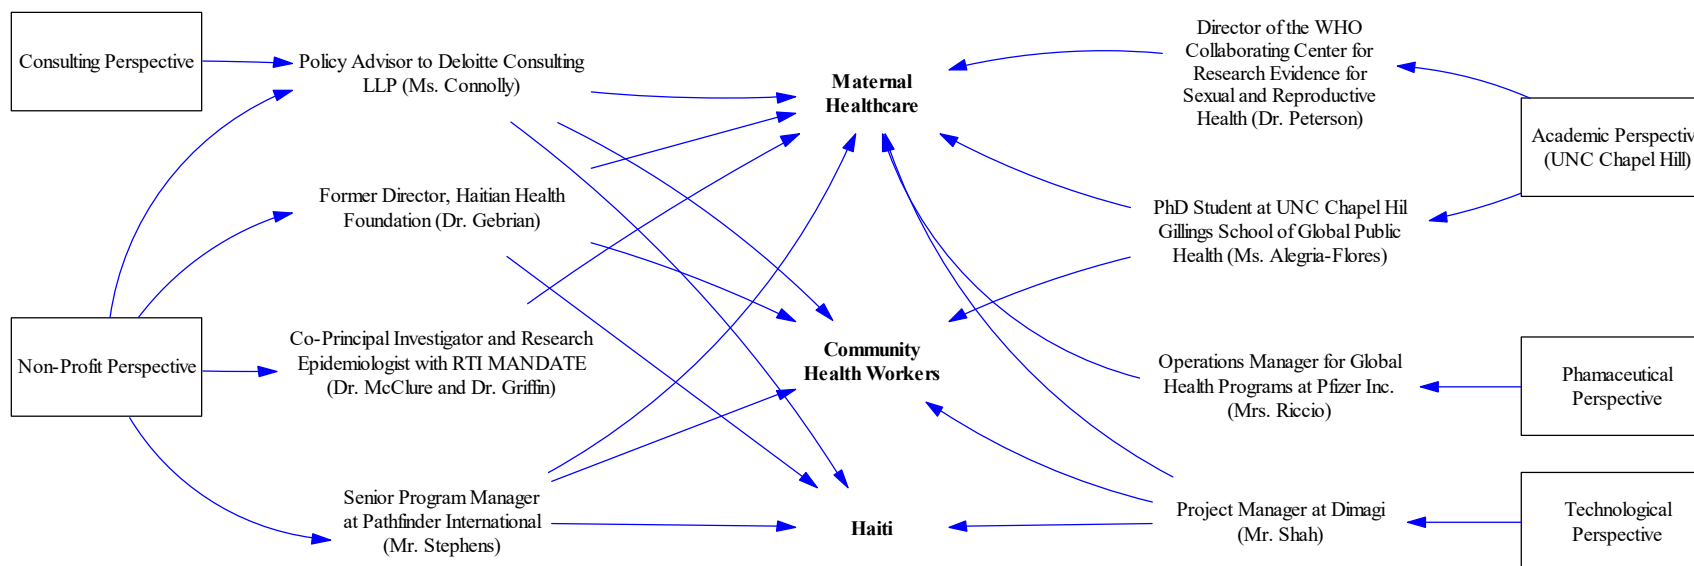 Consulting Perspective
Policy Advisor to Deloitte Consulting
LLP (Ms. Connolly)
Former Director, Haitian Health
Foundation (Dr. Gebrian)
Non-Profit Perspective
Co-Principal Investigator and Research
Epidemiologist with RTI MANDATE
(Dr. McClure and Dr. Griffin)
Senior Program Manager
at Pathfinder International
(Mr. Stephens)
Maternal
Healthcare
Community
Health Workers
Haiti
Director of the WHO
Collaborating Center for
Research Evidence for
Sexual and Reproductive
Health (Dr. Peterson)
Academic Perspectiv
(UNC Chapel Hill)
PhD Student at UNC Chapel Hil
Gillings School of Global Public
Health (Ms. Alegria-Flores)
Operations Manager for Global
Health Programs at Pfizer Inc.
(Mrs. Riccio)
Phamaceutical
Perspective
Project Manager at Dimagi
(Mr. Shah)
Technological
Perspective